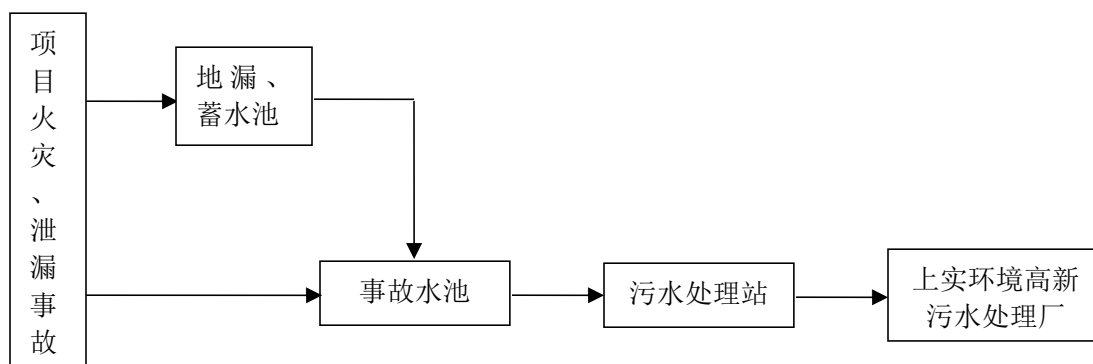 项目火灾、泄漏事故
地漏、
蓄水池
事故水池
污水处理站
上实环境高新
污水处理厂